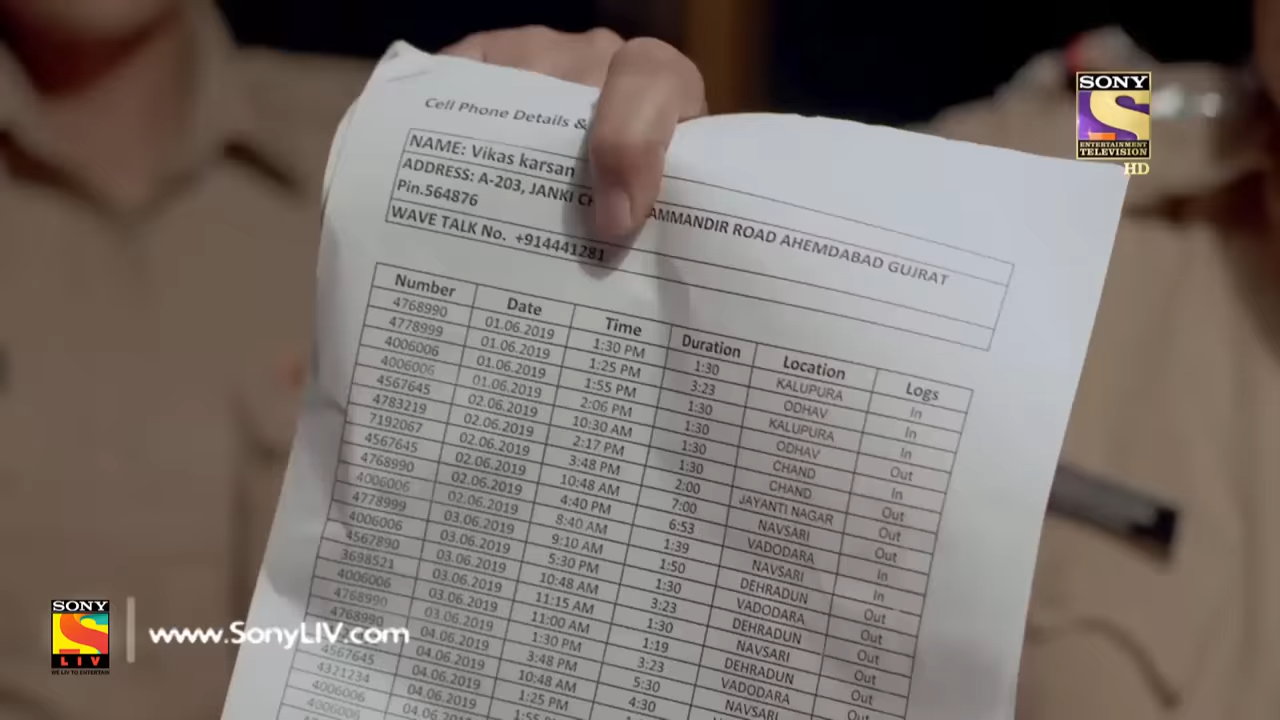 SONY
ENTERTAINMENT
TELEVISION
HD
Cell Phone Details &
NAME: Vikas karsan
ADDRESS: A-203, JANKI AMMANDIR ROAD AHEMDABAD GUJRAT
Pin.564876
WAVE TALK No. +914441281
Number Date Time Duration Location Logs
4768990 01.06.2019 1:30 PM 1:30 KALUPURA In
4778999 01.06.2019 1:25 PM 3:23 ODHAV In
4006006 01.06.2019 1:55 PM 1:30 KALUPURA In
4006006 01.06.2019 2:06 PM 1:30 ODHAV Out
4567645 02.06.2019 10:30 AM 1:30 CHAND In
4783219 02.06.2019 2:17 PM 1:30 CHAND Out
7192067 02.06.2019 3:48 PM 2:00 JAYANTI NAGAR Out
4567645 02.06.2019 10:48 AM 7:00 NAVSARI Out
4768990 02.06.2019 4:40 PM 6:53 VADODARA In
4006006 02.06.2019 8:40 AM 1:39 NAVSARI In
4778999 03.06.2019 9:10 AM 1:50 DEHRADUN Out
4006006 03.06.2019 5:30 PM 1:30 VADODARA Out
4567890 03.06.2019 10:48 AM 3:23 DEHRADUN Out
3698521 03.06.2019 11:15 AM 1:30 NAVSARI Out
4006006 03.06.2019 11:00 AM 1:19 DEHRADUN Out
4768990 03.06.2019 1:30 PM 3:23 VADODARA Out
4768990 04.06.2019 3:48 PM 5:30 NAVSARI
4567645 04.06.2019 10:48 AM 4:30
4321234 04.06.2019 1:25 PM
4006006 04.06.2019 1:55 PM
4006006
SONY
LIV
WE LIV TO ENTERTAIN
www.SonyLIV.com